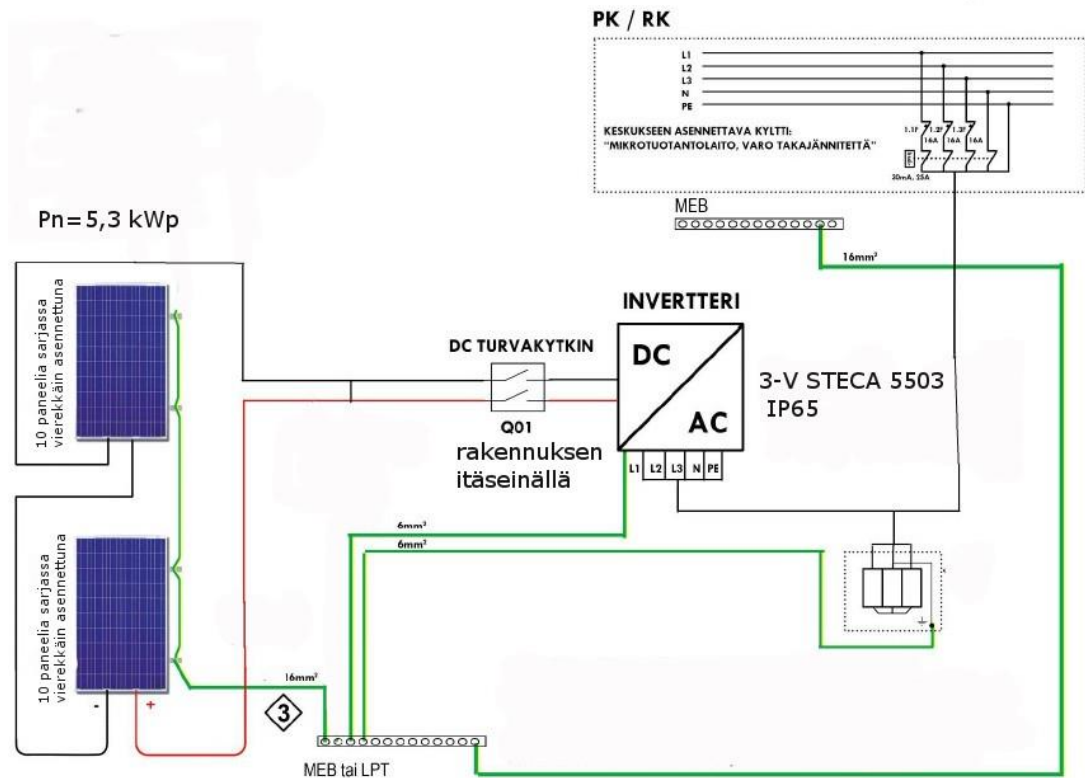 PK / RK
L1
L2
L3
N
PE
KESKUKSEEN ASENNETTAVA KYLTTI:
"MIKROTUOTANTOLAITO, VARO TAKAJÄNNITETTÄ"
1.1F 1.2F 1.3F
16A 16A 16A
30mA, 25A
MEB
16mm²
Pn=5,3 kWp
10 paneelia sarjassa
vierekkäin asennettuna
INVERTTERI
DC TURVAKYTKIN
DC
AC
3-V STECA 5503
IP65
Q01
rakennuksen
itäseinällä
L1 L2 L3 N PE
6mm²
6mm²
10 paneelia sarjassa
vierekkäin asennettuna
- +
16mm²
3
MEB tai LPT